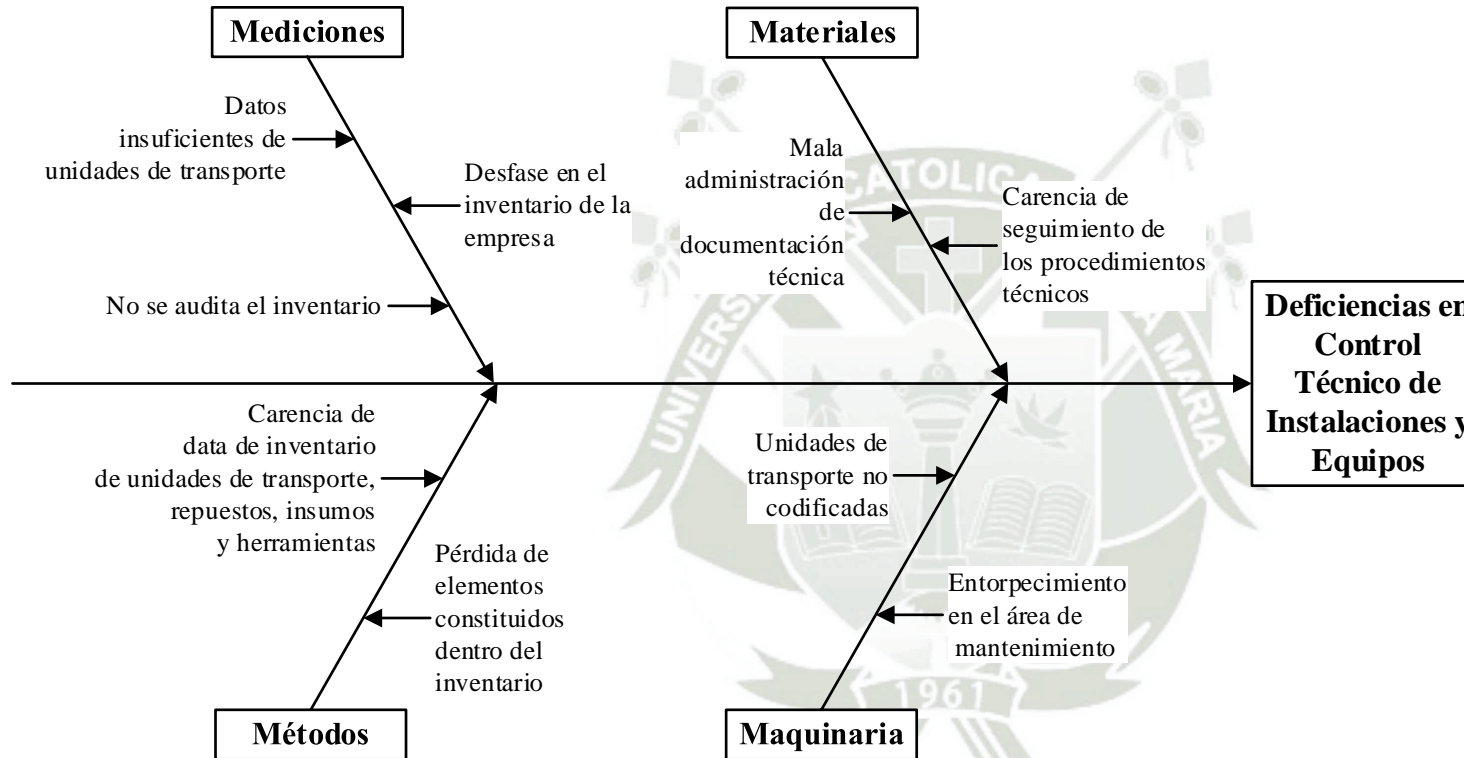 Mediciones
Materiales
Datos
insuficientes de
unidades de transporte
Desfase en el
inventario de la
empresa
No se audita el inventario
Mala
administración
de
documentación
técnica
Carencia de
seguimiento de
los procedimientos
técnicos
Deficiencias en
Control
Técnico de
Instalaciones y
Equipos
Carencia de
data de inventario
de unidades de transporte,
repuestos, insumos
y herramientas
Pérdida de
elementos
constituidos
dentro del
inventario
Unidades de
transporte no
codificadas
Entorpecimiento
en el área de
mantenimiento
Métodos
Maquinaria
CATOLICA
MARIA
1961